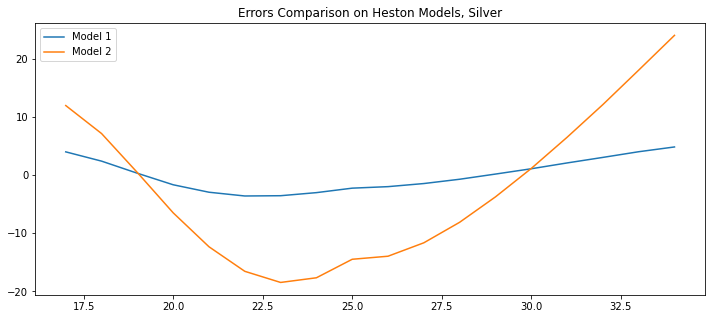 Errors Comparison on Heston Models, Silver
Model 1
Model 2
20
10
0
−10
−20
17.5 20.0 22.5 25.0 27.5 30.0 32.5